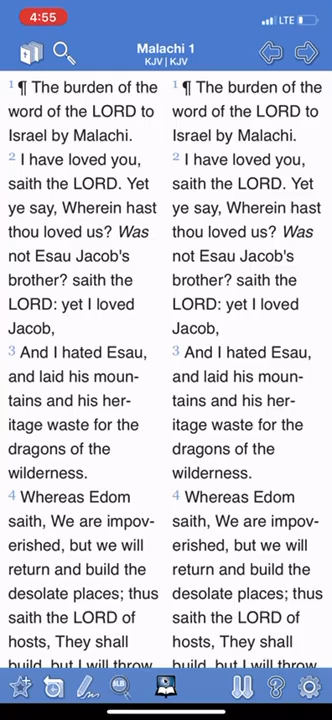 4:55
LTE
Malachi 1
KJV | KJV
1 ¶ The burden of the
word of the LORD to
Israel by Malachi.
2 I have loved you,
saith the LORD. Yet
ye say, Wherein hast
thou loved us? Was
not Esau Jacob's
brother? saith the
LORD: yet I loved
Jacob,
3 And I hated Esau,
and laid his moun-
tains and his her-
itage waste for the
dragons of the
wilderness.
4 Whereas Edom
saith, We are impov-
erished, but we will
return and build the
desolate places; thus
saith the LORD of
hosts, They shall
build, but I will throw
1 ¶ The burden of the
word of the LORD to
Israel by Malachi.
2 I have loved you,
saith the LORD. Yet
ye say, Wherein hast
thou loved us? Was
not Esau Jacob's
brother? saith the
LORD: yet I loved
Jacob,
3 And I hated Esau,
and laid his moun-
tains and his her-
itage waste for the
dragons of the
wilderness.
4 Whereas Edom
saith, We are impov-
erished, but we will
return and build the
desolate places; thus
saith the LORD of
hosts, They shall
build, but I will throw
BLB